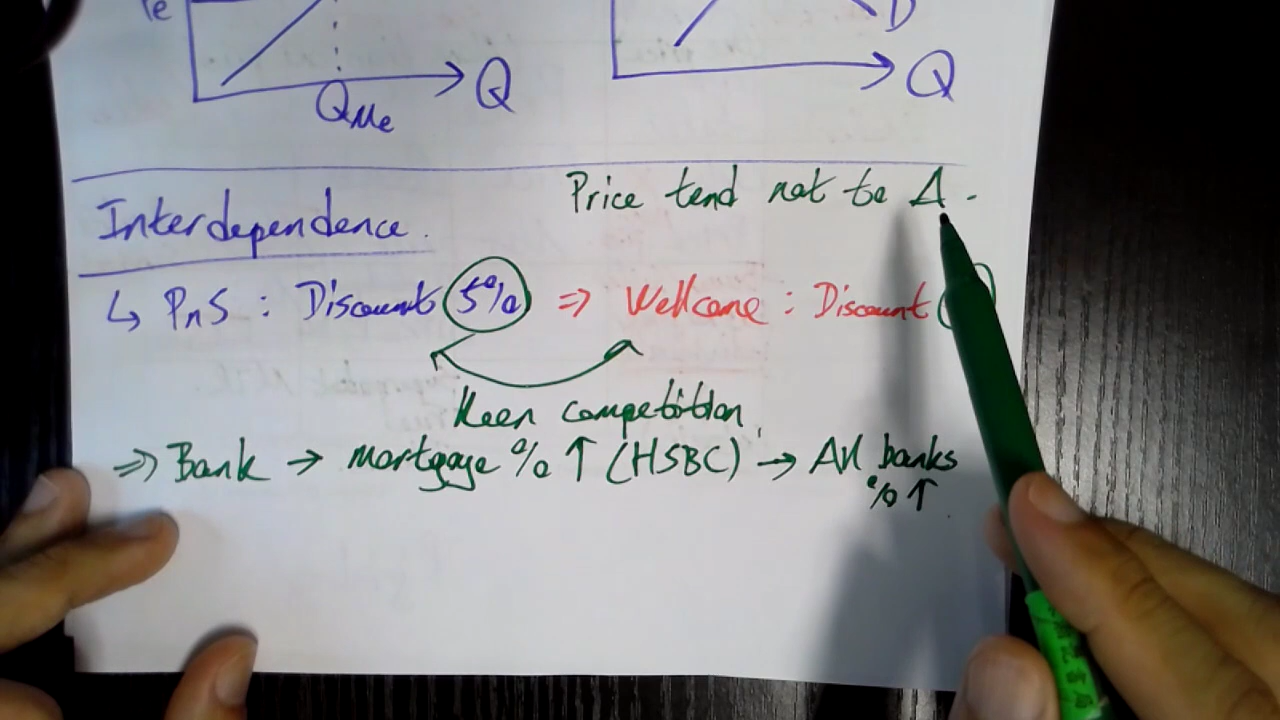 Pe
Q
QMe
D
Q
Price tend not to be Δ.
Interdependence.
↳ PnS : Discount 5% ⇒ Wellcome : Discount
Keen competition
⇒ Bank → mortgage % ↑ (HSBC) → All banks
% ↑